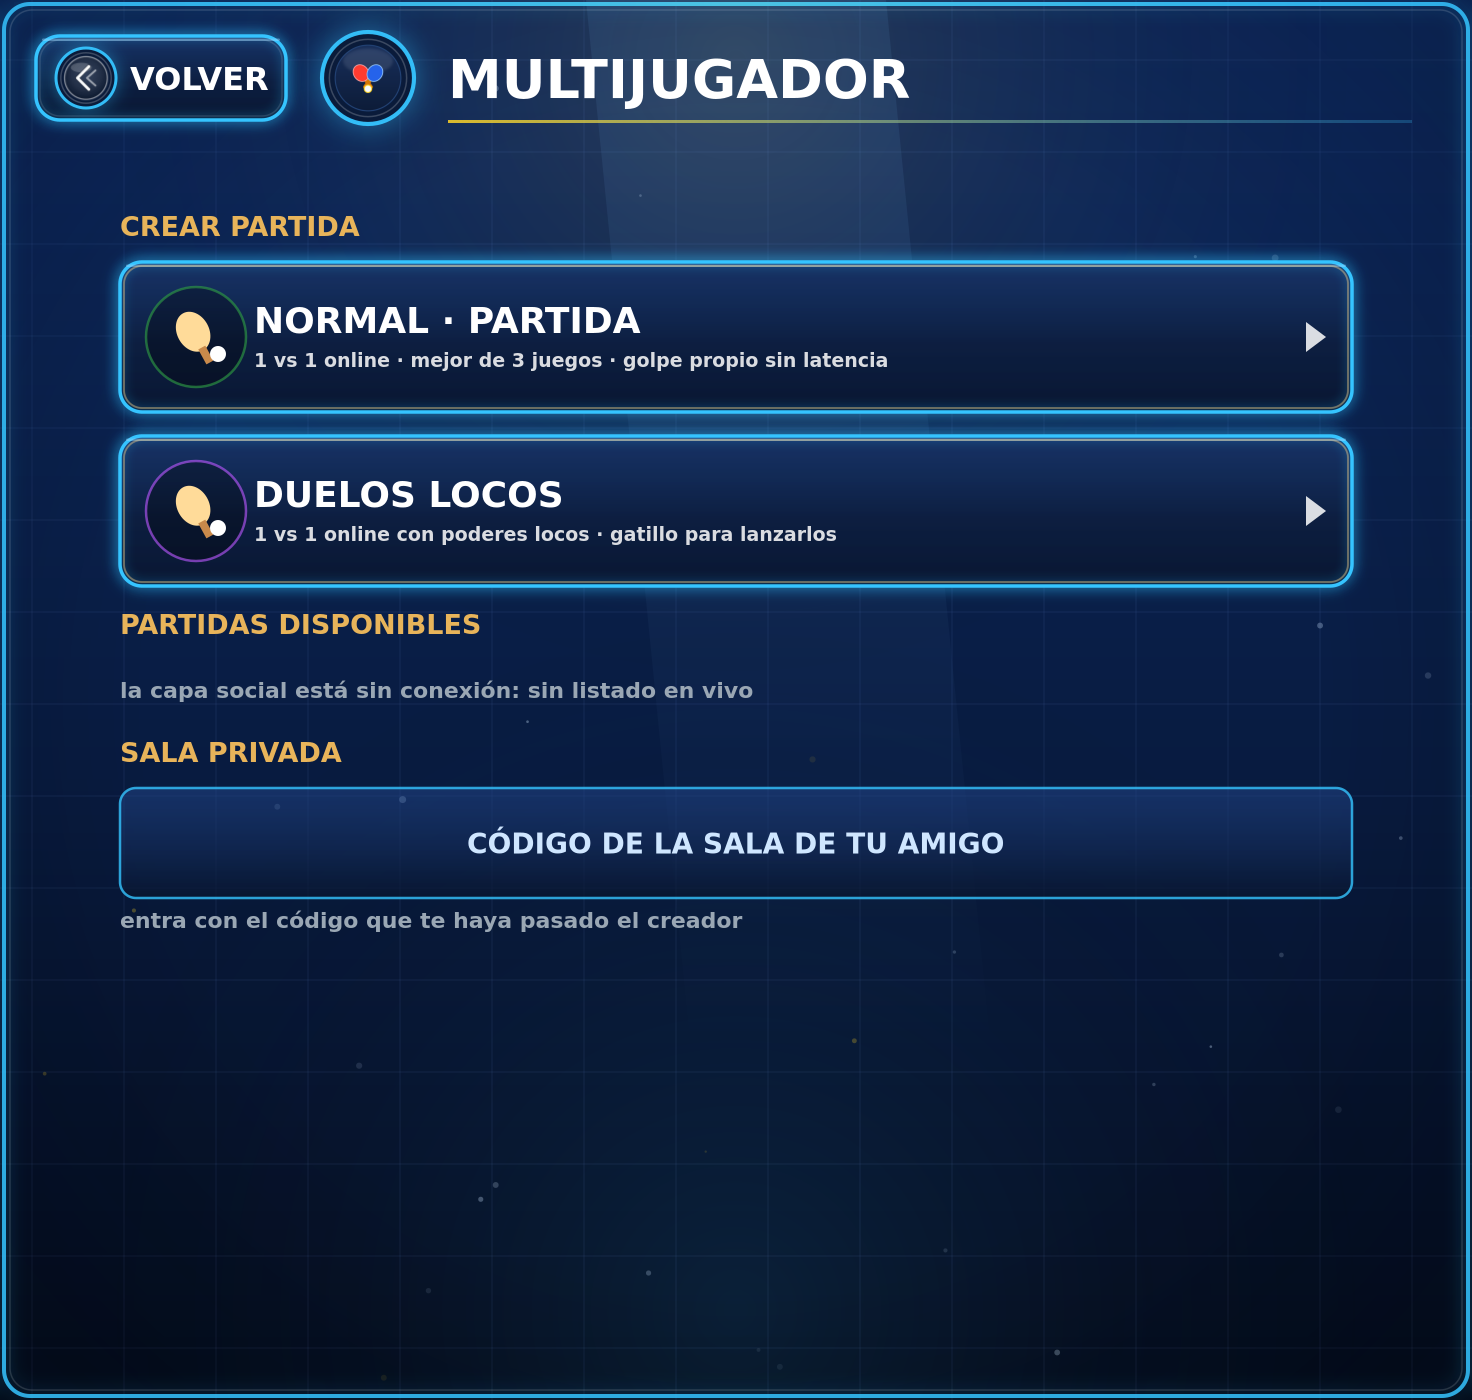 VOLVER
MULTIJUGADOR
CREAR PARTIDA
NORMAL · PARTIDA
1 vs 1 online · mejor de 3 juegos · golpe propio sin latencia
DUELOS LOCOS
1 vs 1 online con poderes locos · gatillo para lanzarlos
PARTIDAS DISPONIBLES
la capa social está sin conexión: sin listado en vivo
SALA PRIVADA
CÓDIGO DE LA SALA DE TU AMIGO
entra con el código que te haya pasado el creador